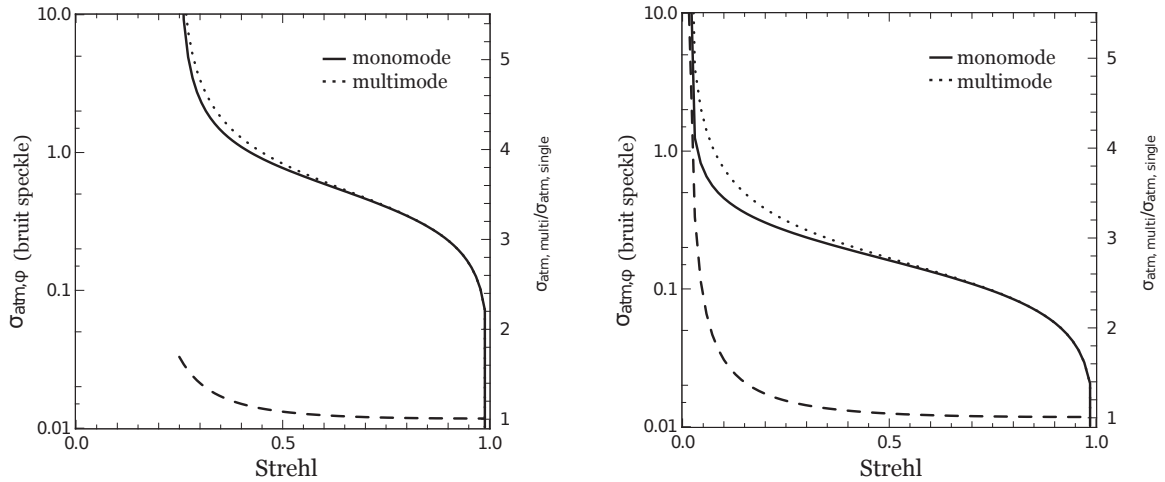 10.0
1.0
0.1
0.01
σatm,φ (bruit speckle)
monomode
multimode
5
4
3
2
1
σatm, multi/σatm, single
0.0
0.5
1.0
Strehl
10.0
1.0
0.1
0.01
σatm,φ (bruit speckle)
monomode
multimode
5
4
3
2
1
σatm, multi/σatm, single
0.0
0.5
1.0
Strehl